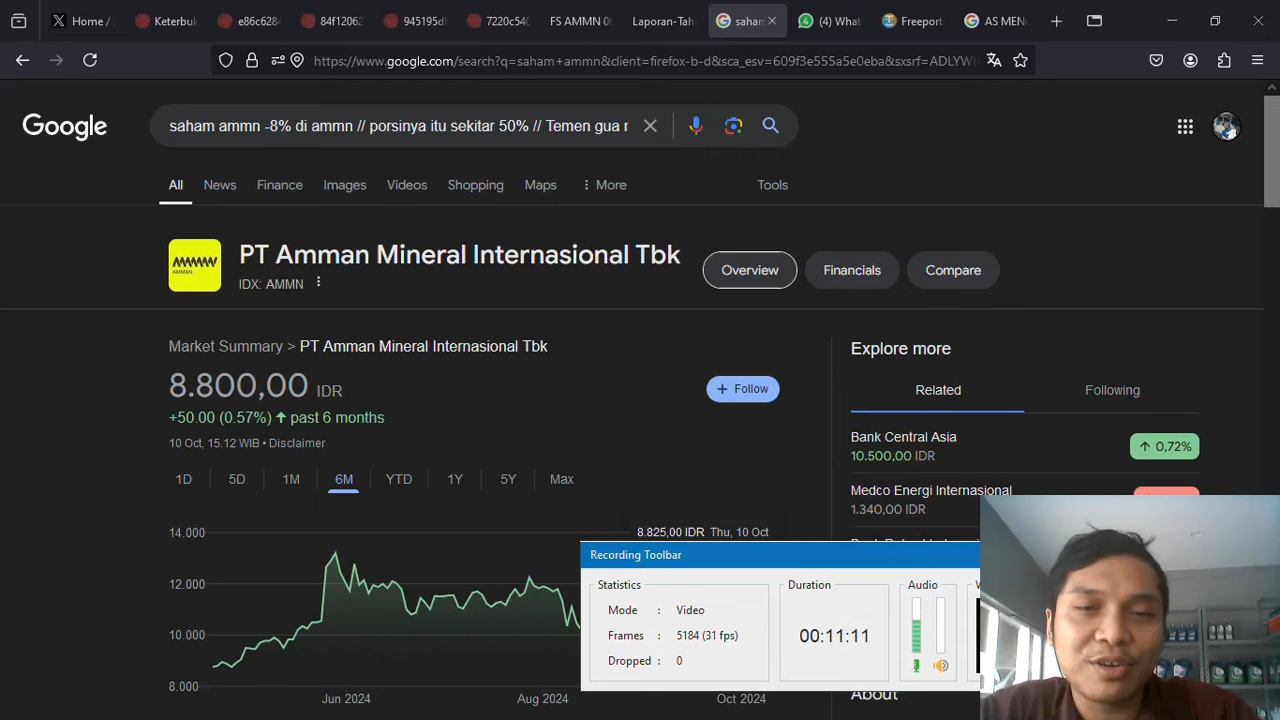 Home /
Keterbuk
e86c6284
84f12062
945195dl
7220c540
FS AMMN
Laporan-Tah
sahan
(4) What
Freeport
AS MEN
https://www.google.com/search?q=saham+ammn&client=firefox-b-d&sca_esv=609f3e555a5e0eba&sxsrf=ADLYW
Google
saham ammn -8% di ammn // porsinya itu sekitar 50% // Temen gua
All
News
Finance
Images
Videos
Shopping
Maps
More
Tools
AMMAN
PT Amman Mineral Internasional Tbk
IDX: AMMN
Overview
Financials
Compare
Market Summary > PT Amman Mineral Internasional Tbk
8.800,00 IDR
+ Follow
+50.00 (0.57%) ↑ past 6 months
10 Oct, 15.12 WIB • Disclaimer
1D
5D
1M
6M
YTD
1Y
5Y
Max
14.000
12.000
10.000
8.000
8.825,00 IDR Thu, 10 Oct
Jun 2024
Aug 2024
Oct 2024
Explore more
Related
Following
Bank Central Asia
10.500,00 IDR
↑ 0,72%
Medco Energi Internasional
1.340,00 IDR
About
Recording Toolbar
Statistics
Mode : Video
Frames : 5184 (31 fps)
Dropped : 0
Duration
00:11:11
Audio